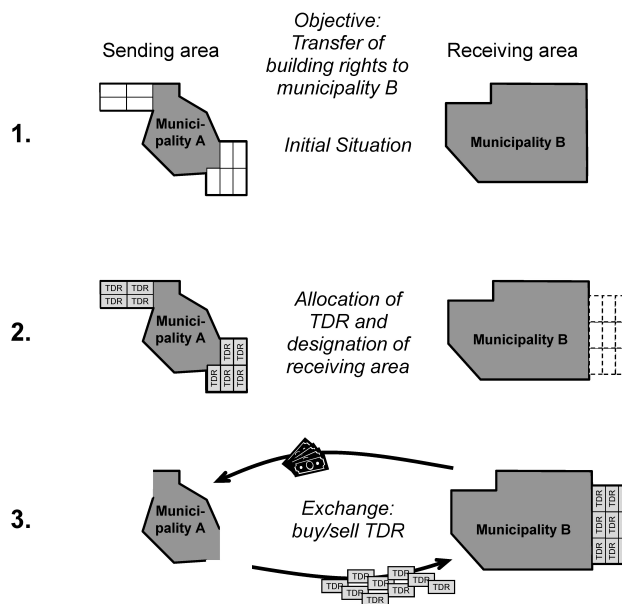 Sending area
Objective:
Transfer of
building rights to
municipality B
Receiving area
1.
Munici-
pality A
Initial Situation
Municipality B
2.
TDR TDR
TDR TDR
Munici-
pality A
TDR TDR
TDR TDR TDR
Allocation of
TDR and
designation of
receiving area
Municipality B
3.
Munici-
pality A
Exchange:
buy/sell TDR
Municipality B
TDR TDR
TDR TDR
TDR TDR
TDR TDR
TDR TDR
TDR TDR
TDR TDR
TDR